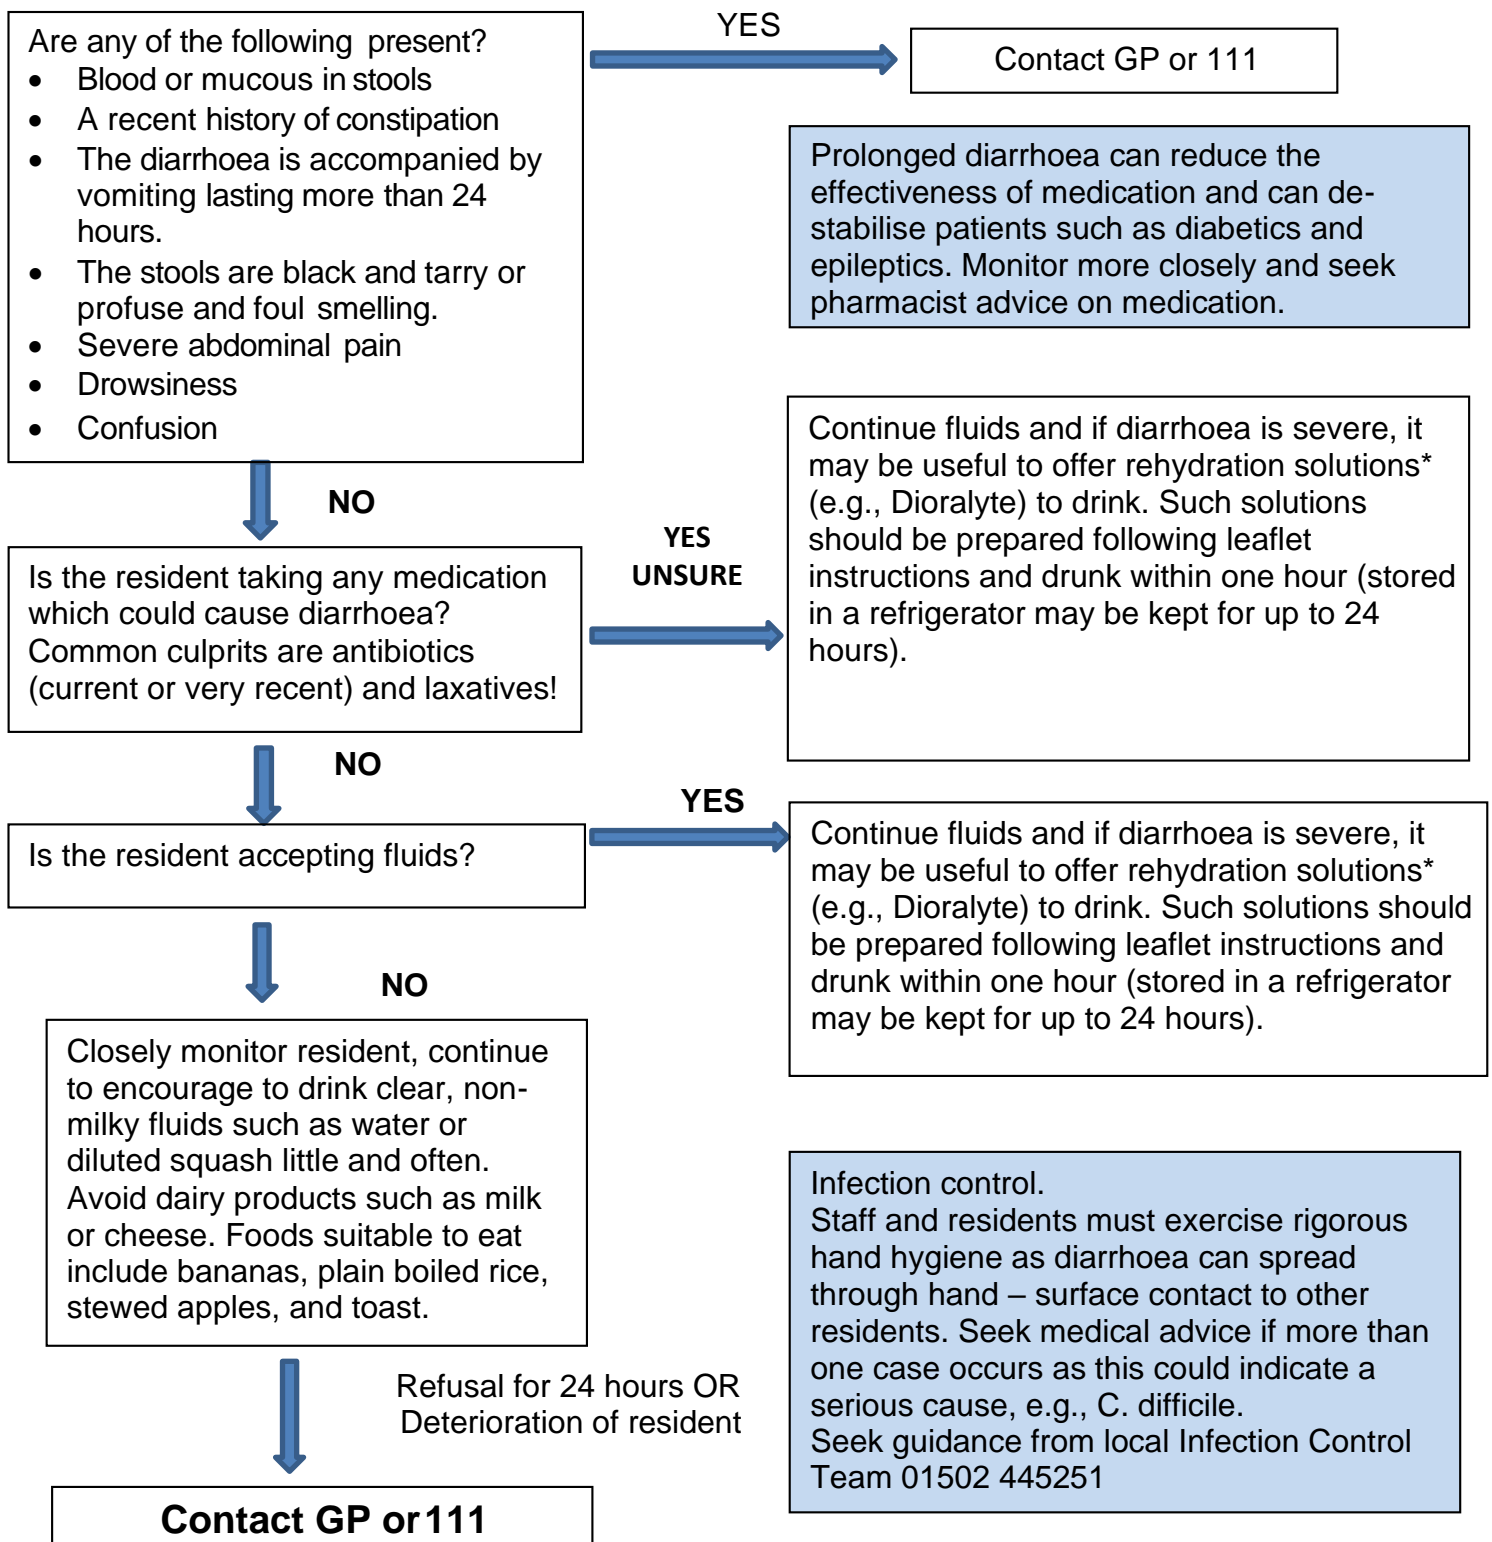 Are any of the following present?
• Blood or mucous in stools
• A recent history of constipation
• The diarrhoea is accompanied by
vomiting lasting more than 24
hours.
• The stools are black and tarry or
profuse and foul smelling.
• Severe abdominal pain
• Drowsiness
• Confusion
YES
Contact GP or 111
Prolonged diarrhoea can reduce the
effectiveness of medication and can de-
stabilise patients such as diabetics and
epileptics. Monitor more closely and seek
pharmacist advice on medication.
NO
Is the resident taking any medication
which could cause diarrhoea?
Common culprits are antibiotics
(current or very recent) and laxatives!
YES
UNSURE
Continue fluids and if diarrhoea is severe, it
may be useful to offer rehydration solutions*
(e.g., Dioralyte) to drink. Such solutions
should be prepared following leaflet
instructions and drunk within one hour (stored
in a refrigerator may be kept for up to 24
hours).
NO
Is the resident accepting fluids?
YES
Continue fluids and if diarrhoea is severe, it
may be useful to offer rehydration solutions*
(e.g., Dioralyte) to drink. Such solutions should
be prepared following leaflet instructions and
drunk within one hour (stored in a refrigerator
may be kept for up to 24 hours).
NO
Closely monitor resident, continue
to encourage to drink clear, non-
milky fluids such as water or
diluted squash little and often.
Avoid dairy products such as milk
or cheese. Foods suitable to eat
include bananas, plain boiled rice,
stewed apples, and toast.
Infection control.
Staff and residents must exercise rigorous
hand hygiene as diarrhoea can spread
through hand – surface contact to other
residents. Seek medical advice if more than
one case occurs as this could indicate a
serious cause, e.g., C. difficile.
Seek guidance from local Infection Control
Team 01502 445251
Refusal for 24 hours OR
Deterioration of resident
Contact GP or 111